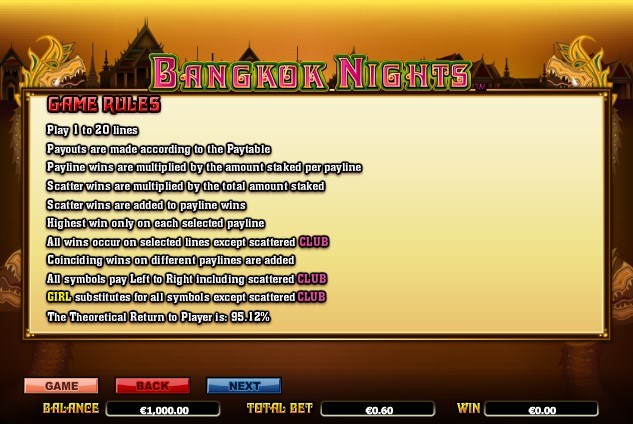 BANGKOK NIGHTS™
GAME RULES
Play 1 to 20 lines
Payouts are made according to the Paytable
Payline wins are multiplied by the amount staked per payline
Scatter wins are multiplied by the total amount staked
Scatter wins are added to payline wins
Highest win only on each selected payline
All wins occur on selected lines except scattered CLUB
Coinciding wins on different paylines are added
All symbols pay Left to Right including scattered CLUB
GIRL substitutes for all symbols except scattered CLUB
The Theoretical Return to Player is: 95.12%
GAME BACK NEXT
BALANCE €1,000.00 TOTAL BET €0.60 WIN €0.00